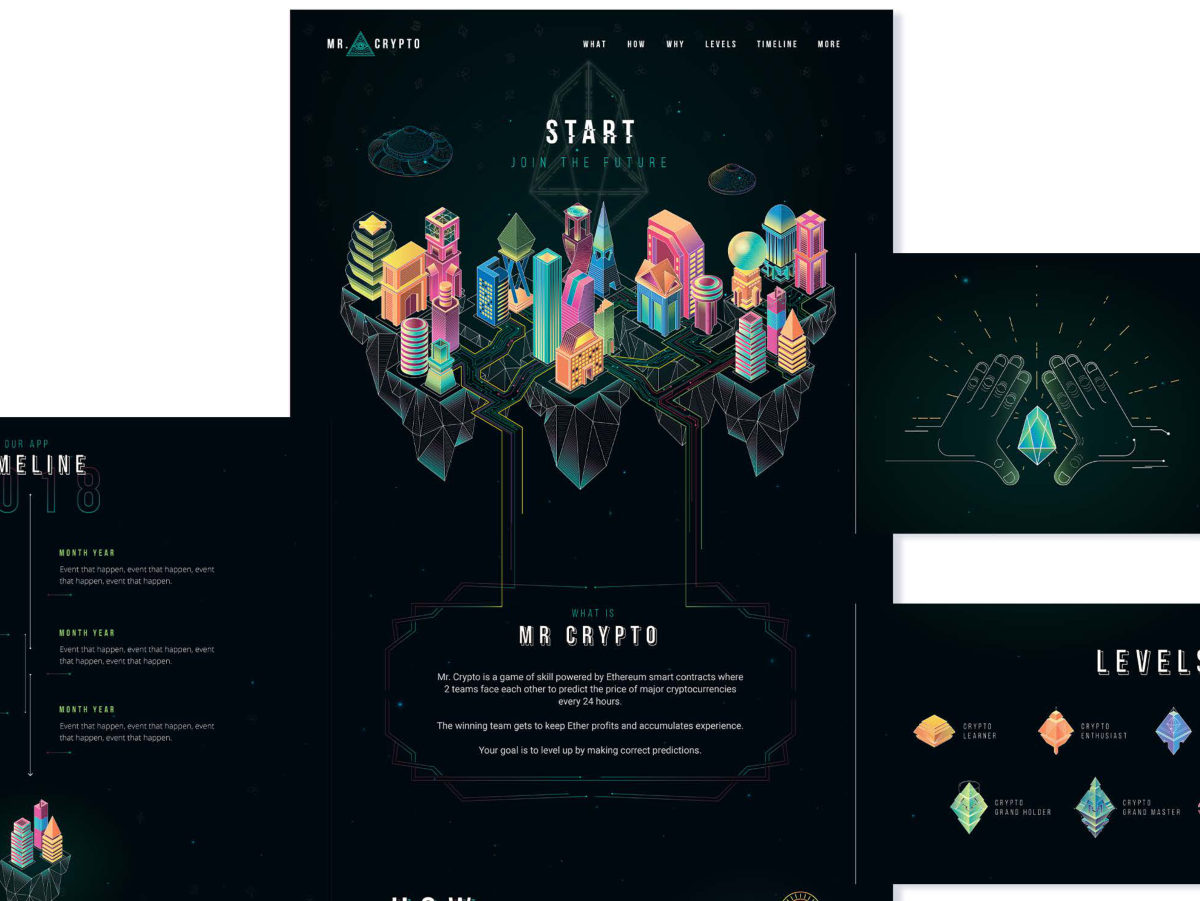 MR. CRYPTO
WHAT HOW WHY LEVELS TIMELINE MORE
START
JOIN THE FUTURE
OUR APP
MELINE
018
MONTH YEAR
Event that happen, event that happen, event
that happen, event that happen.
MONTH YEAR
Event that happen, event that happen, event
that happen, event that happen.
MONTH YEAR
Event that happen, event that happen, event
that happen, event that happen.
WHAT IS
MR CRYPTO
Mr. Crypto is a game of skill powered by Ethereum smart contracts where
2 teams face each other to predict the price of major cryptocurrencies
every 24 hours.
The winning team gets to keep Ether profits and accumulates experience.
Your goal is to level up by making correct predictions.
LEVELS
CRYPTO
LEARNER
CRYPTO
ENTHUSIAST
CRYPTO
GRAND HOLDER
CRYPTO
GRAND MASTER